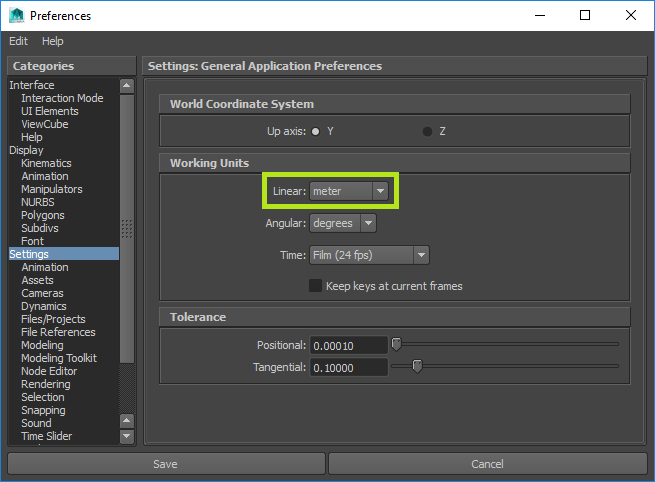 Preferences
Edit Help
Categories
Interface
Interaction Mode
UI Elements
ViewCube
Help
Display
Kinematics
Animation
Manipulators
NURBS
Polygons
Subdivs
Font
Settings
Animation
Assets
Cameras
Dynamics
Files/Projects
File References
Modeling
Modeling Toolkit
Node Editor
Rendering
Selection
Snapping
Sound
Time Slider
Settings: General Application Preferences
World Coordinate System
Up axis: Y Z
Working Units
Linear: meter
Angular: degrees
Time: Film (24 fps)
Keep keys at current frames
Tolerance
Positional: 0.00010
Tangential: 0.10000
Save Cancel